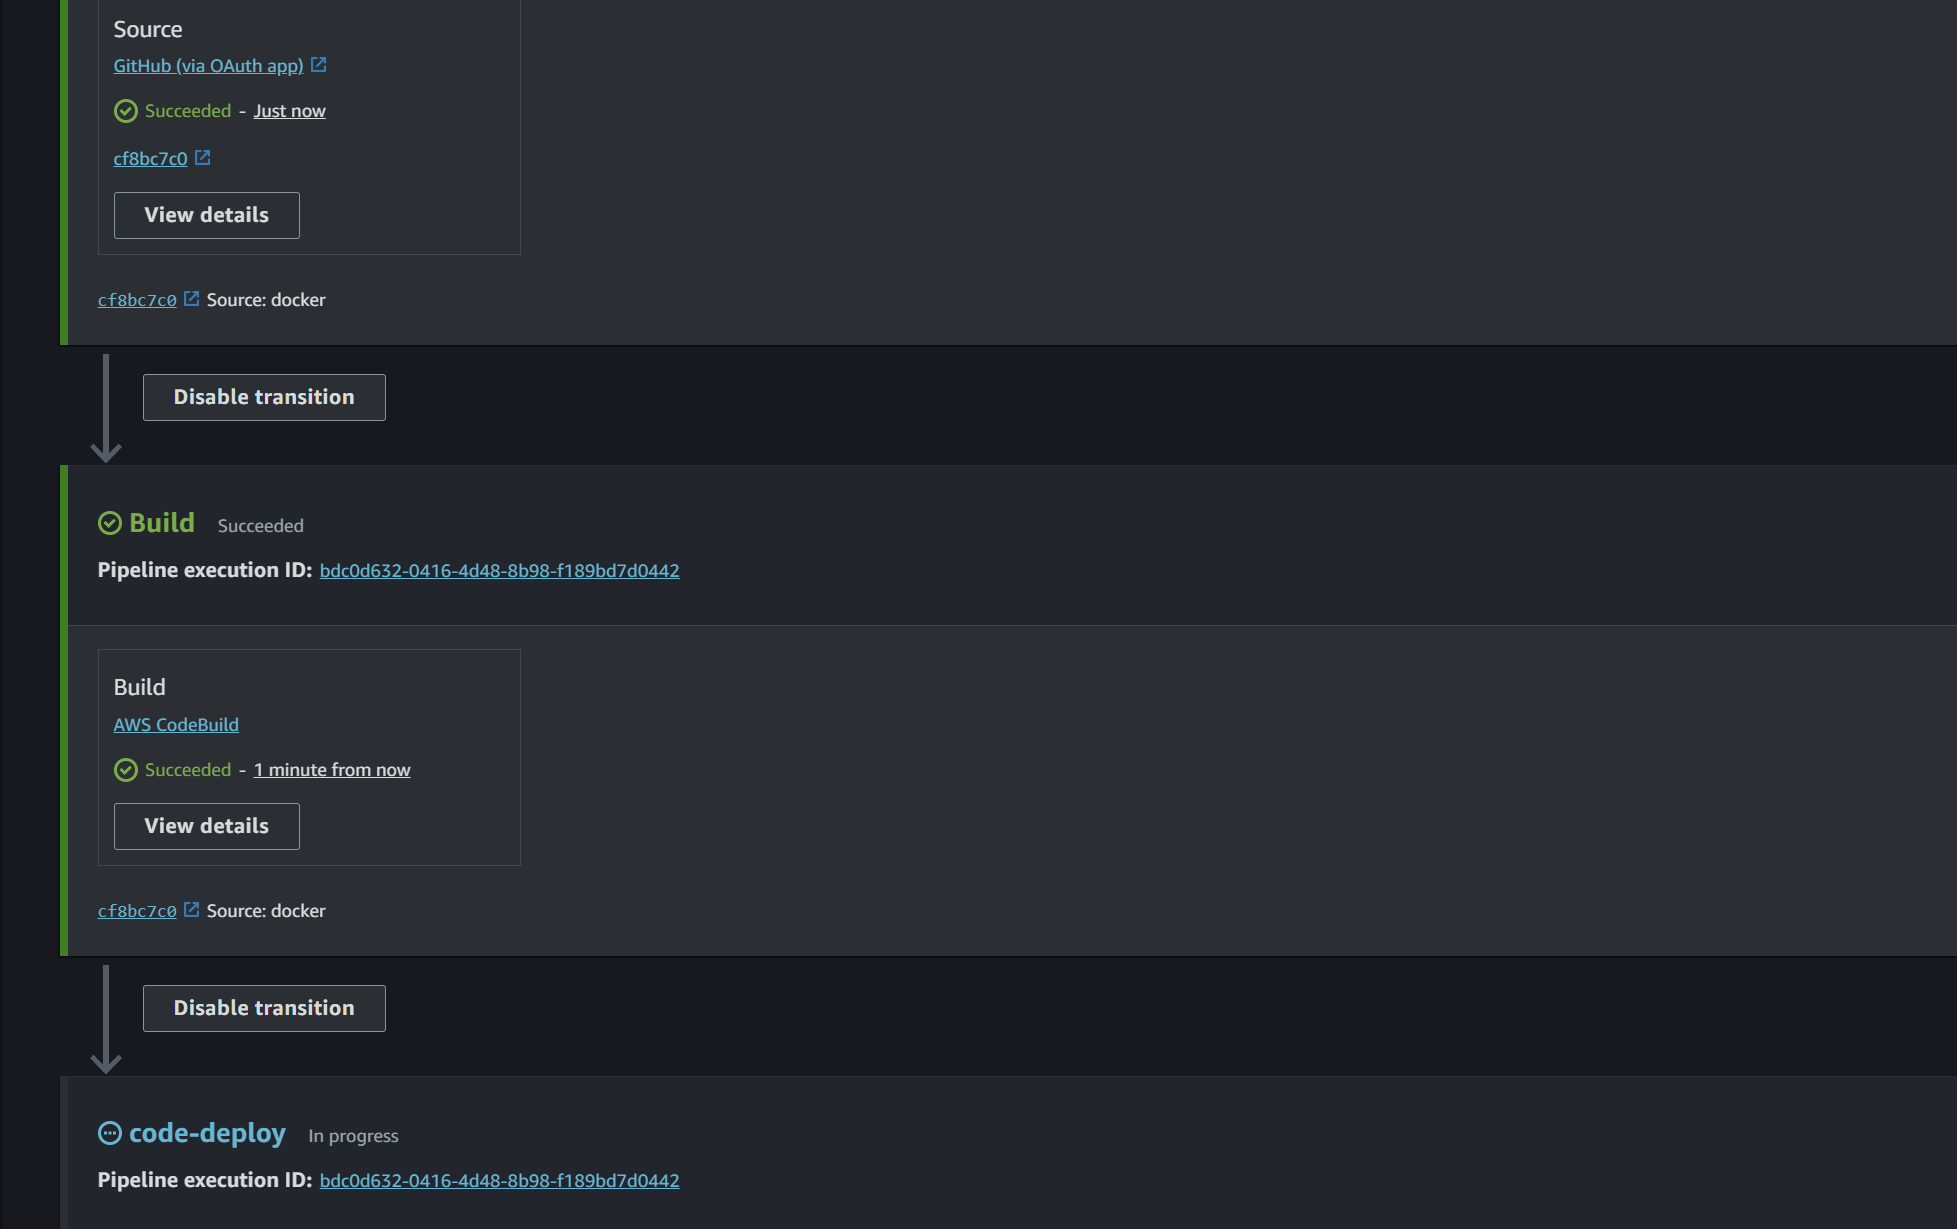 Source
GitHub (via OAuth app)
Succeeded - Just now
cf8bc7c0
View details
cf8bc7c0 Source: docker
Disable transition
Build Succeeded
Pipeline execution ID: bdc0d632-0416-4d48-8b98-f189bd7d0442
Build
AWS CodeBuild
Succeeded - 1 minute from now
View details
cf8bc7c0 Source: docker
Disable transition
code-deploy In progress
Pipeline execution ID: bdc0d632-0416-4d48-8b98-f189bd7d0442